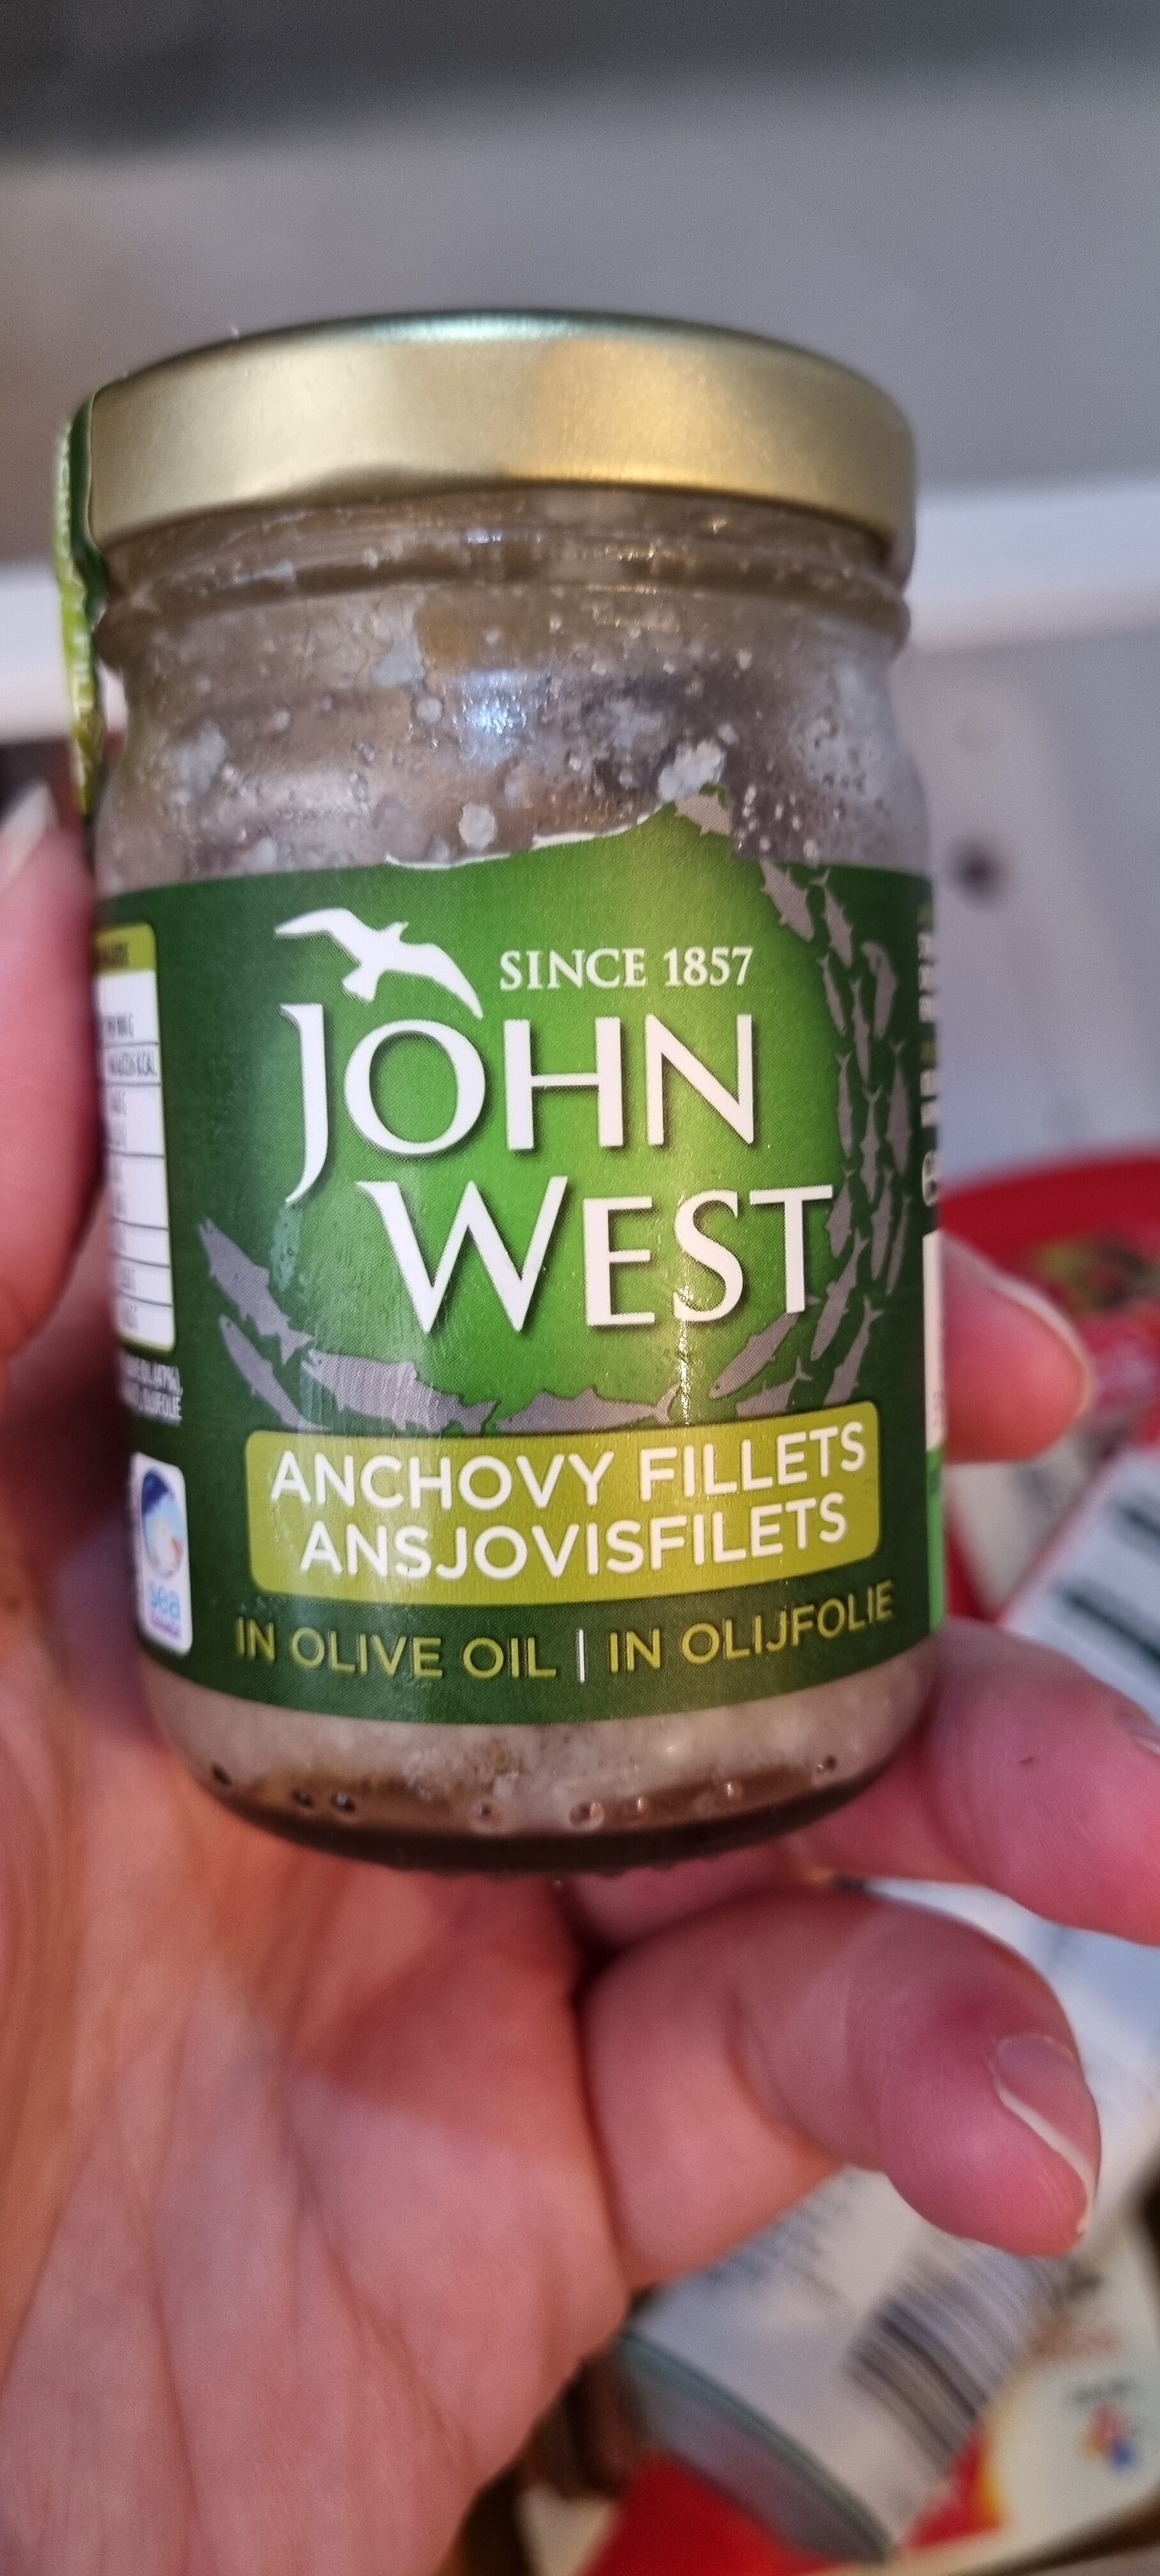 SINCE 1857
JOHN
WEST
ANCHOVY FILLETS
ANSJOVISFILETS
IN OLIVE OIL | IN OLIJFOLIE
sea